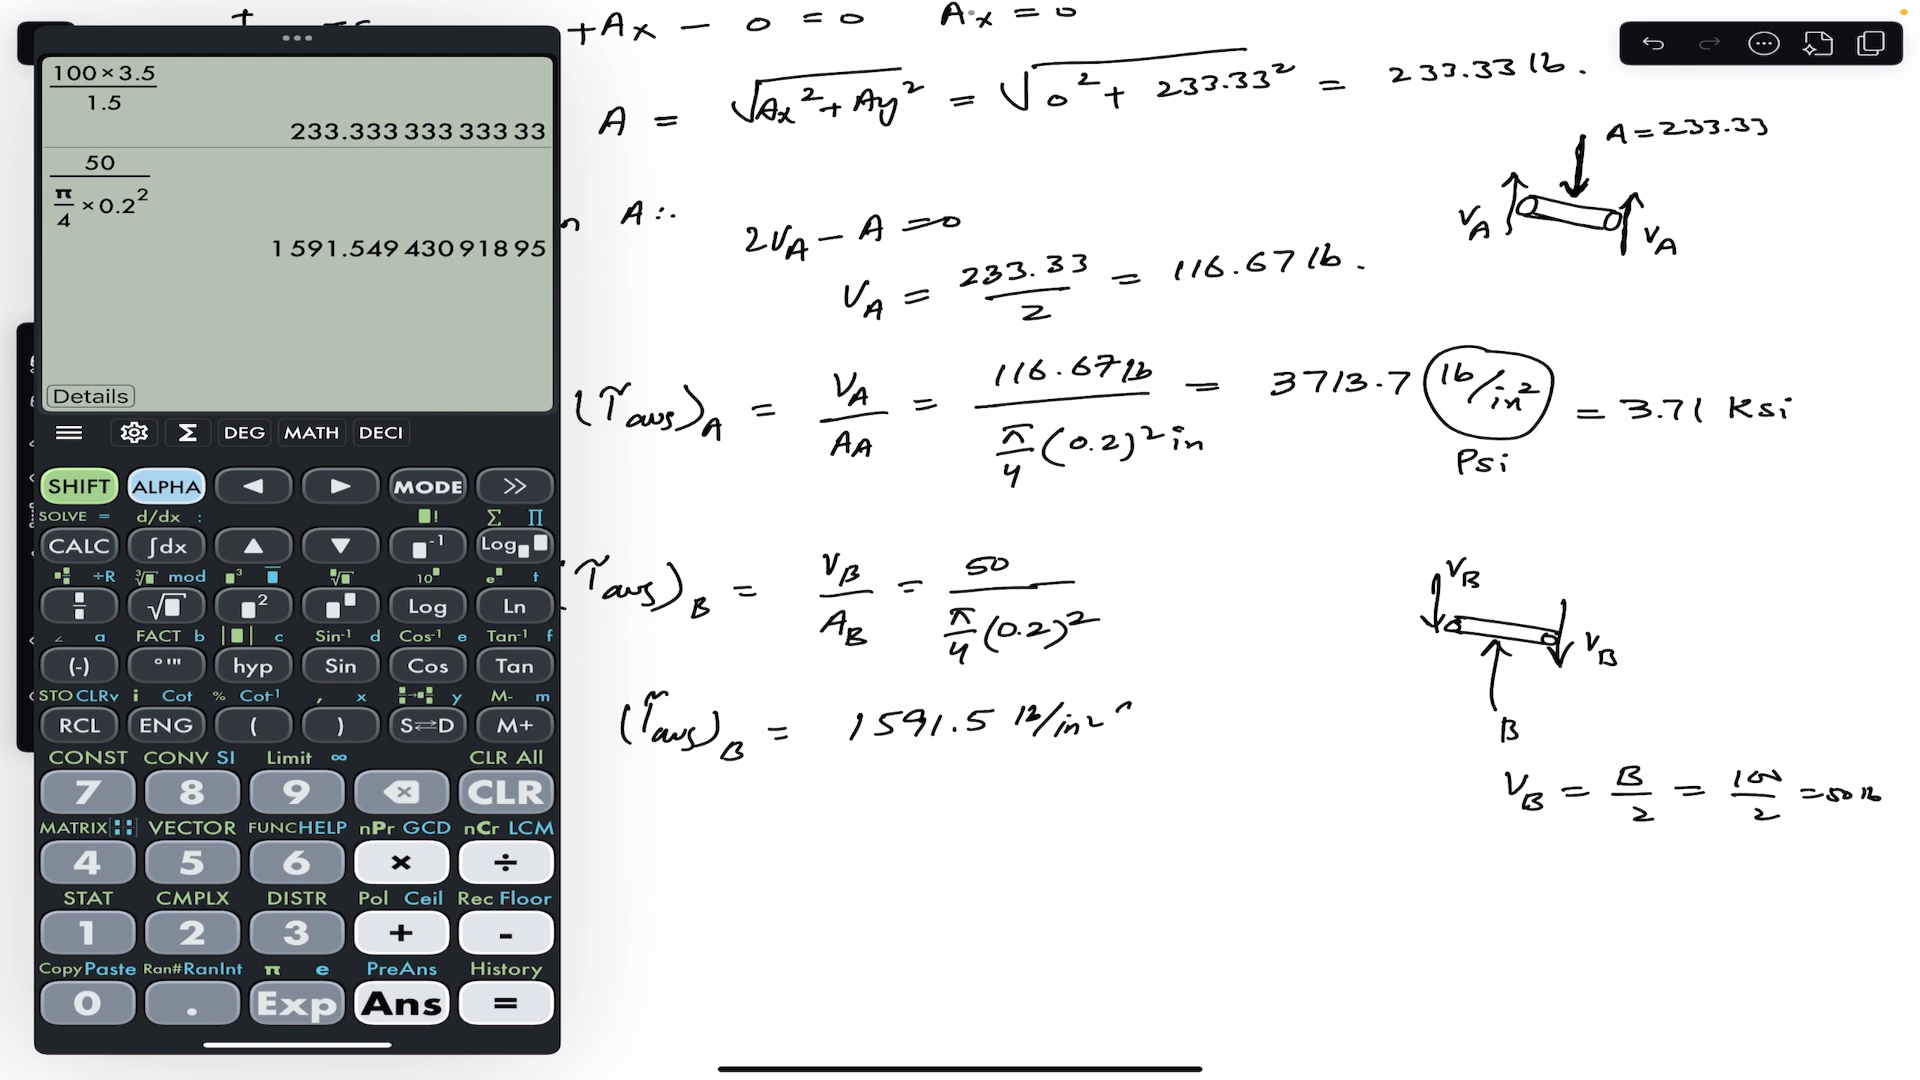 +Ax - 0 = 0 Ax = 0
A = √Ax² + Ay² = √0² + 233.33² = 233.33 lb.
A = 233.33
VA VA
A:.
2VA - A = 0
VA = 233.33 / 2 = 116.67 lb.
(τavg)A = VA / AA = 116.67 lb / π/4 (0.2)² in = 3713.7 lb/in² = 3.71 Ksi
Psi
(τavg)B = VB / AB = 50 / π/4 (0.2)²
VB VB
B
(τavg)B = 1591.5 lb/in²
VB = B/2 = 100/2 = 50 lb
100×3.5
1.5
233.333 333 333 33
50
π/4 ×0.2²
1 591.549 430 918 95
Details
Σ DEG MATH DECI
SHIFT ALPHA ◄ ► MODE >>
SOLVE = d/dx : ! Σ Π
CALC ∫dx ▲ ▼ -1 Log
÷R 3√ mod 3 √ 10 e t
√ 2 Log Ln
∠ a FACT b c Sin-1 d Cos-1 e Tan-1 f
(-) °'" hyp Sin Cos Tan
STO CLRv i Cot % Cot-1 , x y M- m
RCL ENG ( ) S⇄D M+
CONST CONV SI Limit ∞ CLR All
7 8 9 CLR
MATRIX VECTOR FUNC HELP nPr GCD nCr LCM
4 5 6 × ÷
STAT CMPLX DISTR Pol Ceil Rec Floor
1 2 3 + -
Copy Paste Ran# RanInt π e PreAns History
0 . Exp Ans =